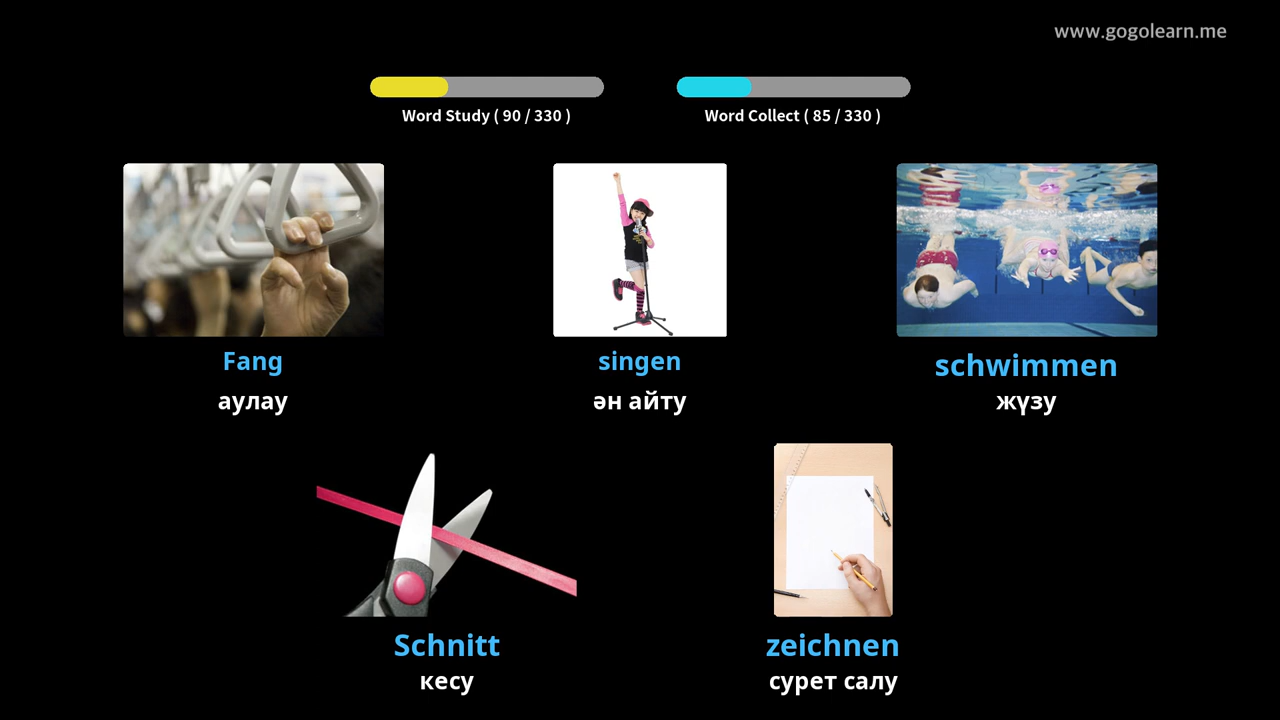 www.gogolearn.me
Word Study ( 90 / 330 )
Word Collect ( 85 / 330 )
Fang
аулау
singen
ән айту
schwimmen
жүзу
Schnitt
кесу
zeichnen
сурет салу